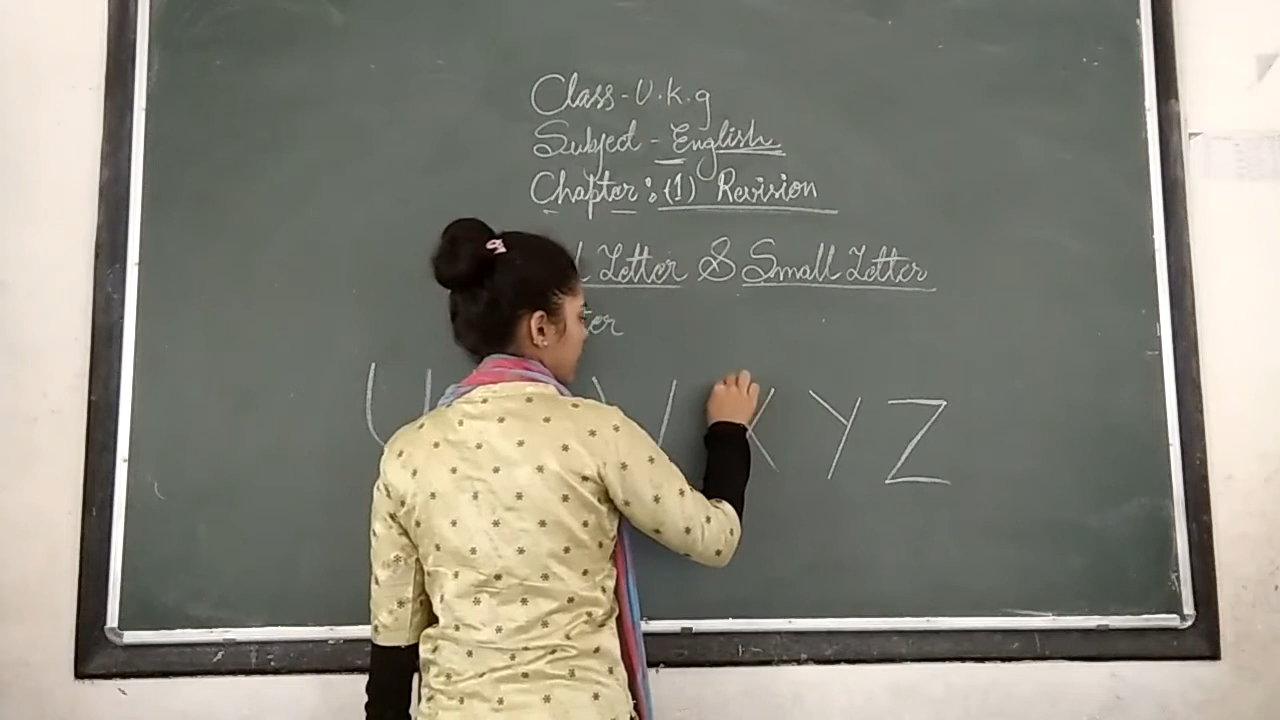 Class - U.K.g
Subject - English
Chapter : (1) Revision
Letter & Small Letter
U X Y Z